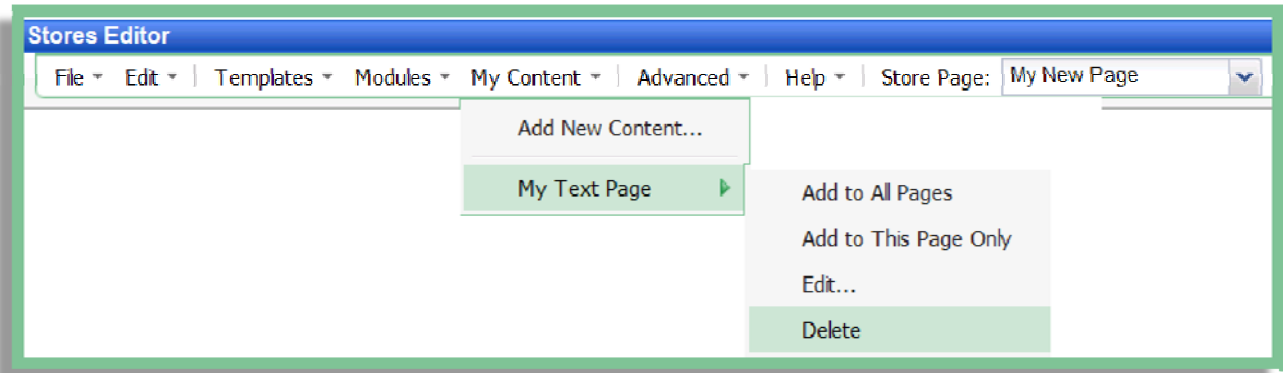 Stores Editor
File Edit Templates Modules My Content Advanced Help Store Page: My New Page
Add New Content...
My Text Page
Add to All Pages
Add to This Page Only
Edit...
Delete